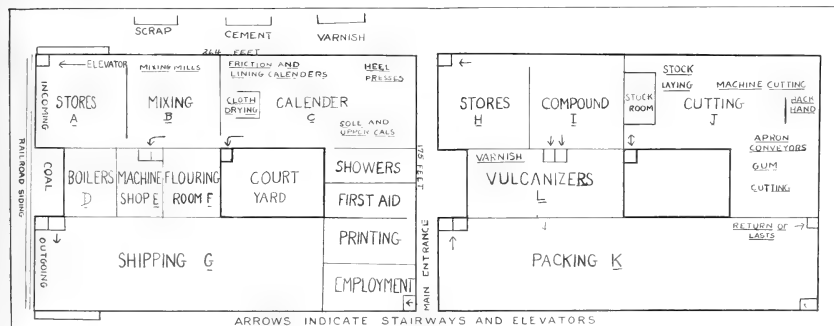 SCRAP
CEMENT
VARNISH
264 FEET
ELEVATOR
MIXING MILLS
FRICTION AND
LINING CALENDERS
HEEL
PRESSES
INCOMING
STORES
A
MIXING
B
CLOTH
DRYING
CALENDER
C
SOLE AND
UPPER CALS
RAILROAD SIDING
COAL
BOILERS
D
MACHINE
SHOP E
FLOURING
ROOM F
COURT
YARD
SHOWERS
FIRST AID
175 FEET
OUTGOING
SHIPPING G
PRINTING
EMPLOYMENT
MAIN ENTRANCE
STORES
H
COMPOUND
I
STOCK
ROOM
STOCK
LAYING
MACHINE CUTTING
CUTTING
J
HACK
HAND
APRON
CONVEYORS
GUM
CUTTING
VARNISH
VULCANIZERS
L
RETURN OF
LASTS
PACKING K
ARROWS INDICATE STAIRWAYS AND ELEVATORS